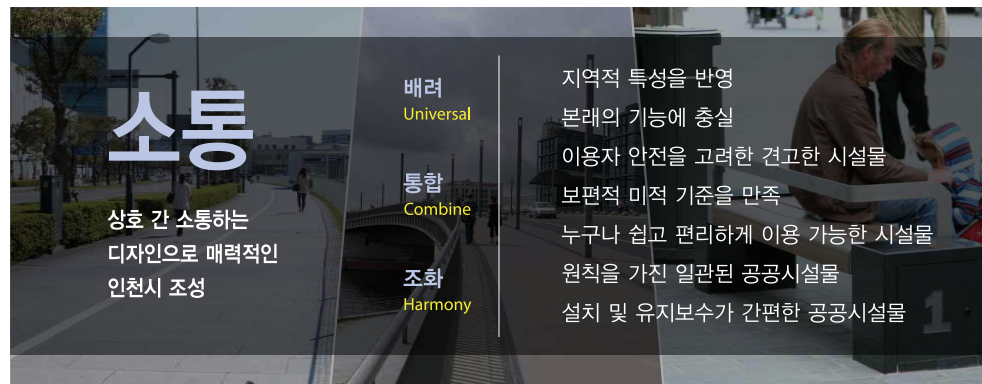 소통
상호 간 소통하는
디자인으로 매력적인
인천시 조성
배려
Universal
통합
Combine
조화
Harmony
지역적 특성을 반영
본래의 기능에 충실
이용자 안전을 고려한 견고한 시설물
보편적 미적 기준을 만족
누구나 쉽고 편리하게 이용 가능한 시설물
원칙을 가진 일관된 공공시설물
설치 및 유지보수가 간편한 공공시설물
1